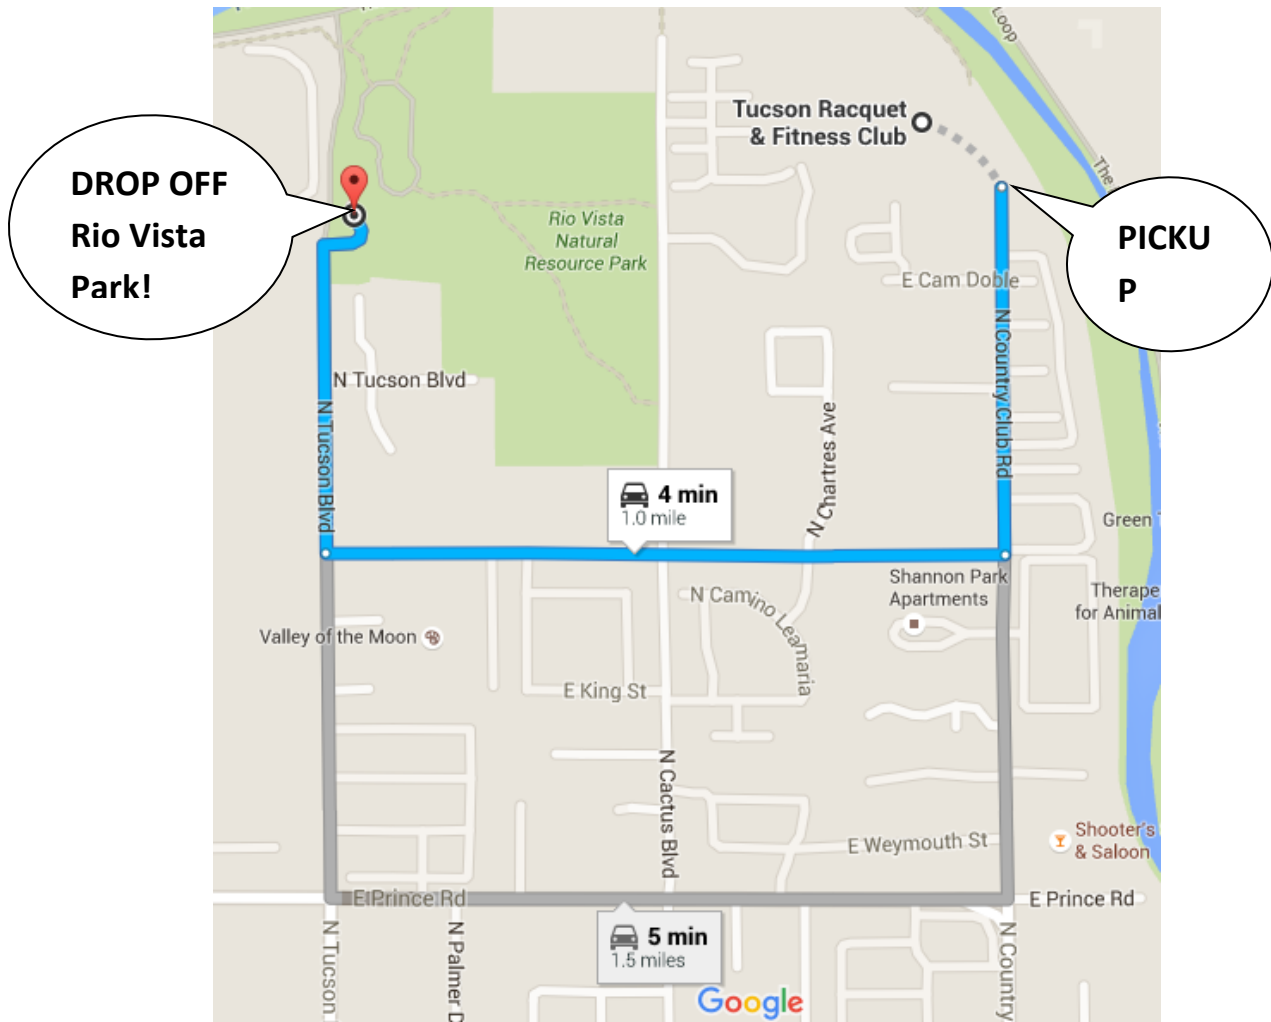 Loop
Tucson Racquet
& Fitness Club
DROP OFF
Rio Vista
Park!
The
PICKU
P
Rio Vista
Natural
Resource Park
E Cam Doble
N Country Club Rd
N Tucson Blvd
N Tucson Blvd
N Chartres Ave
4 min
1.0 mile
Green
Shannon Park
Apartments
Therape
for Animal
N Camino Leamaria
Valley of the Moon
E King St
N Cactus Blvd
E Weymouth St
Shooter's
& Saloon
E Prince Rd
E Prince Rd
N Tucson
N Palmer D
5 min
1.5 miles
N Country
Google